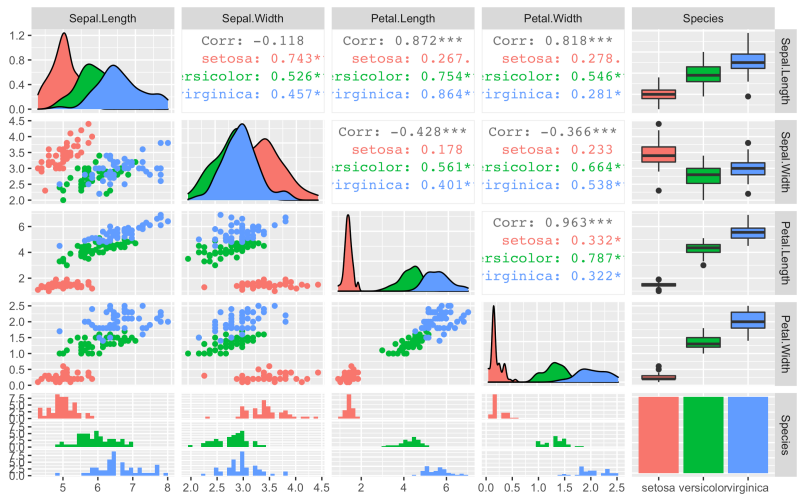 Sepal.Length Sepal.Width Petal.Length Petal.Width Species
1.2
0.8
0.4
0.0
Corr: -0.118
setosa: 0.743*
ersicolor: 0.526**
virginica: 0.457**
Corr: 0.872***
setosa: 0.267.
ersicolor: 0.754**
virginica: 0.864**
Corr: 0.818***
setosa: 0.278.
ersicolor: 0.546**
virginica: 0.281*
Sepal.Length
4.5
4.0
3.5
3.0
2.5
2.0
Corr: -0.428***
setosa: 0.178
ersicolor: 0.561**
virginica: 0.401**
Corr: -0.366***
setosa: 0.233
ersicolor: 0.664**
virginica: 0.538**
Sepal.Width
6
4
2
Corr: 0.963***
setosa: 0.332*
ersicolor: 0.787**
virginica: 0.322*
Petal.Length
2.5
2.0
1.5
1.0
0.5
0.0
Petal.Width
7.5
5.0
2.5
0.0
7.5
5.0
2.5
0.0
7.5
5.0
2.5
0.0
Species
5 6 7 8 2.0 2.5 3.0 3.5 4.0 4.5 2 4 6 0.0 0.5 1.0 1.5 2.0 2.5 setosa versicolor virginica